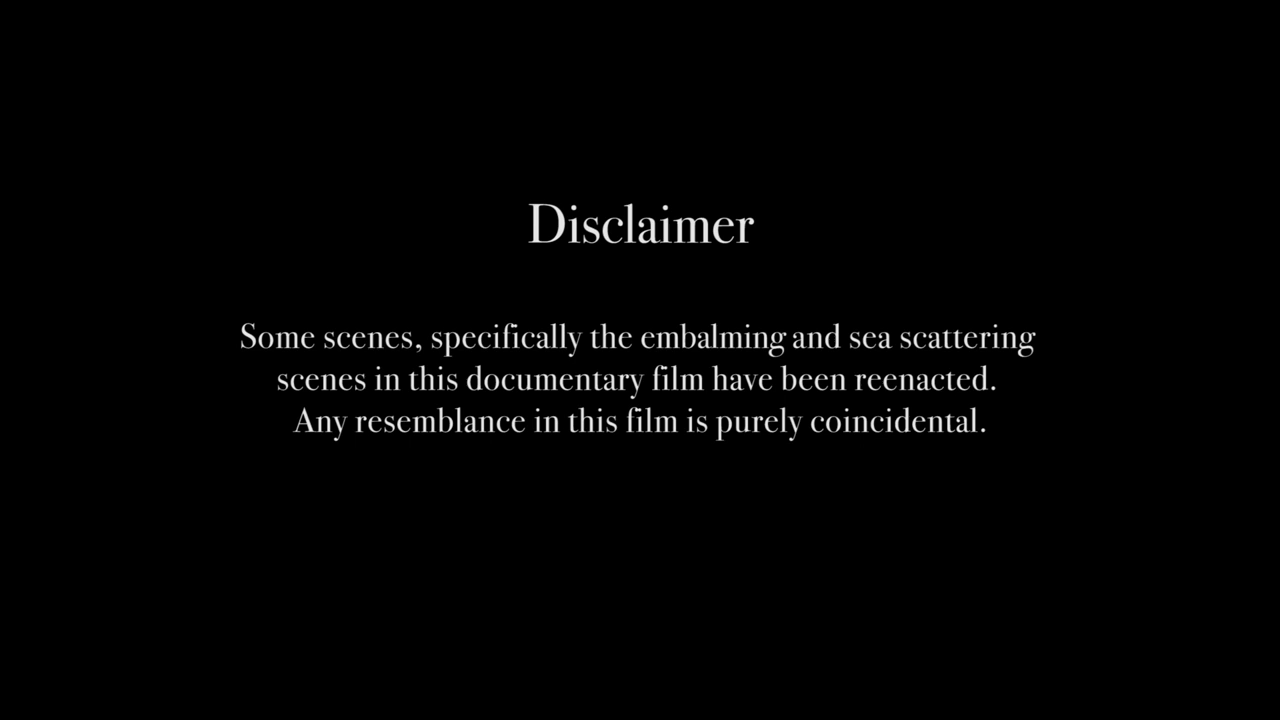 Disclaimer
Some scenes, specifically the embalming and sea scattering
scenes in this documentary film have been reenacted.
Any resemblance in this film is purely coincidental.